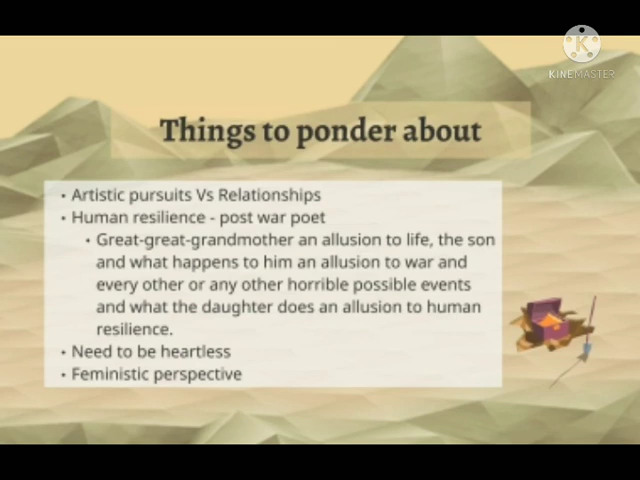 KINEMASTER
Things to ponder about
• Artistic pursuits Vs Relationships
• Human resilience - post war poet
• Great-great-grandmother an allusion to life, the son
and what happens to him an allusion to war and
every other or any other horrible possible events
and what the daughter does an allusion to human
resilience.
• Need to be heartless
• Feministic perspective